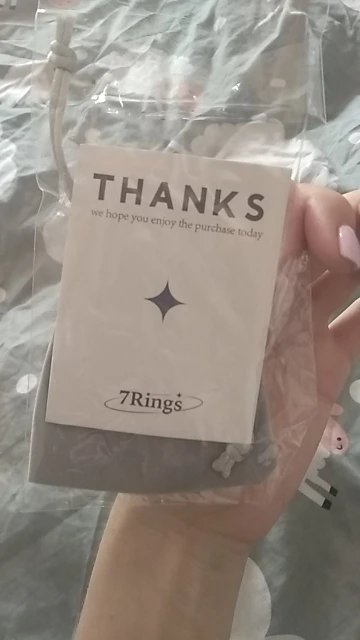 THANKS
we hope you enjoy the purchase today
7Rings